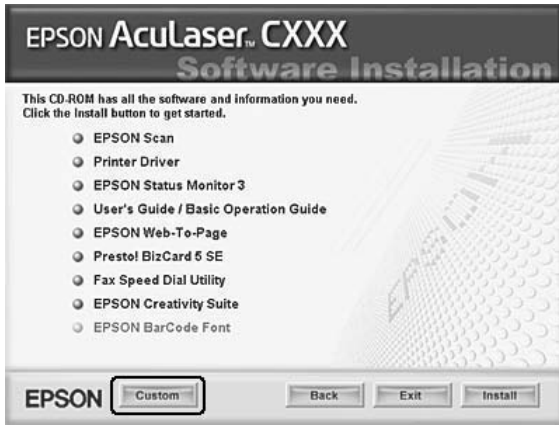 EPSON AcuLaser™ CXXX
Software Installation
This CD-ROM has all the software and information you need.
Click the Install button to get started.
EPSON Scan
Printer Driver
EPSON Status Monitor 3
User's Guide / Basic Operation Guide
EPSON Web-To-Page
Presto! BizCard 5 SE
Fax Speed Dial Utility
EPSON Creativity Suite
EPSON BarCode Font
EPSON
EPSON Custom Back Exit Install